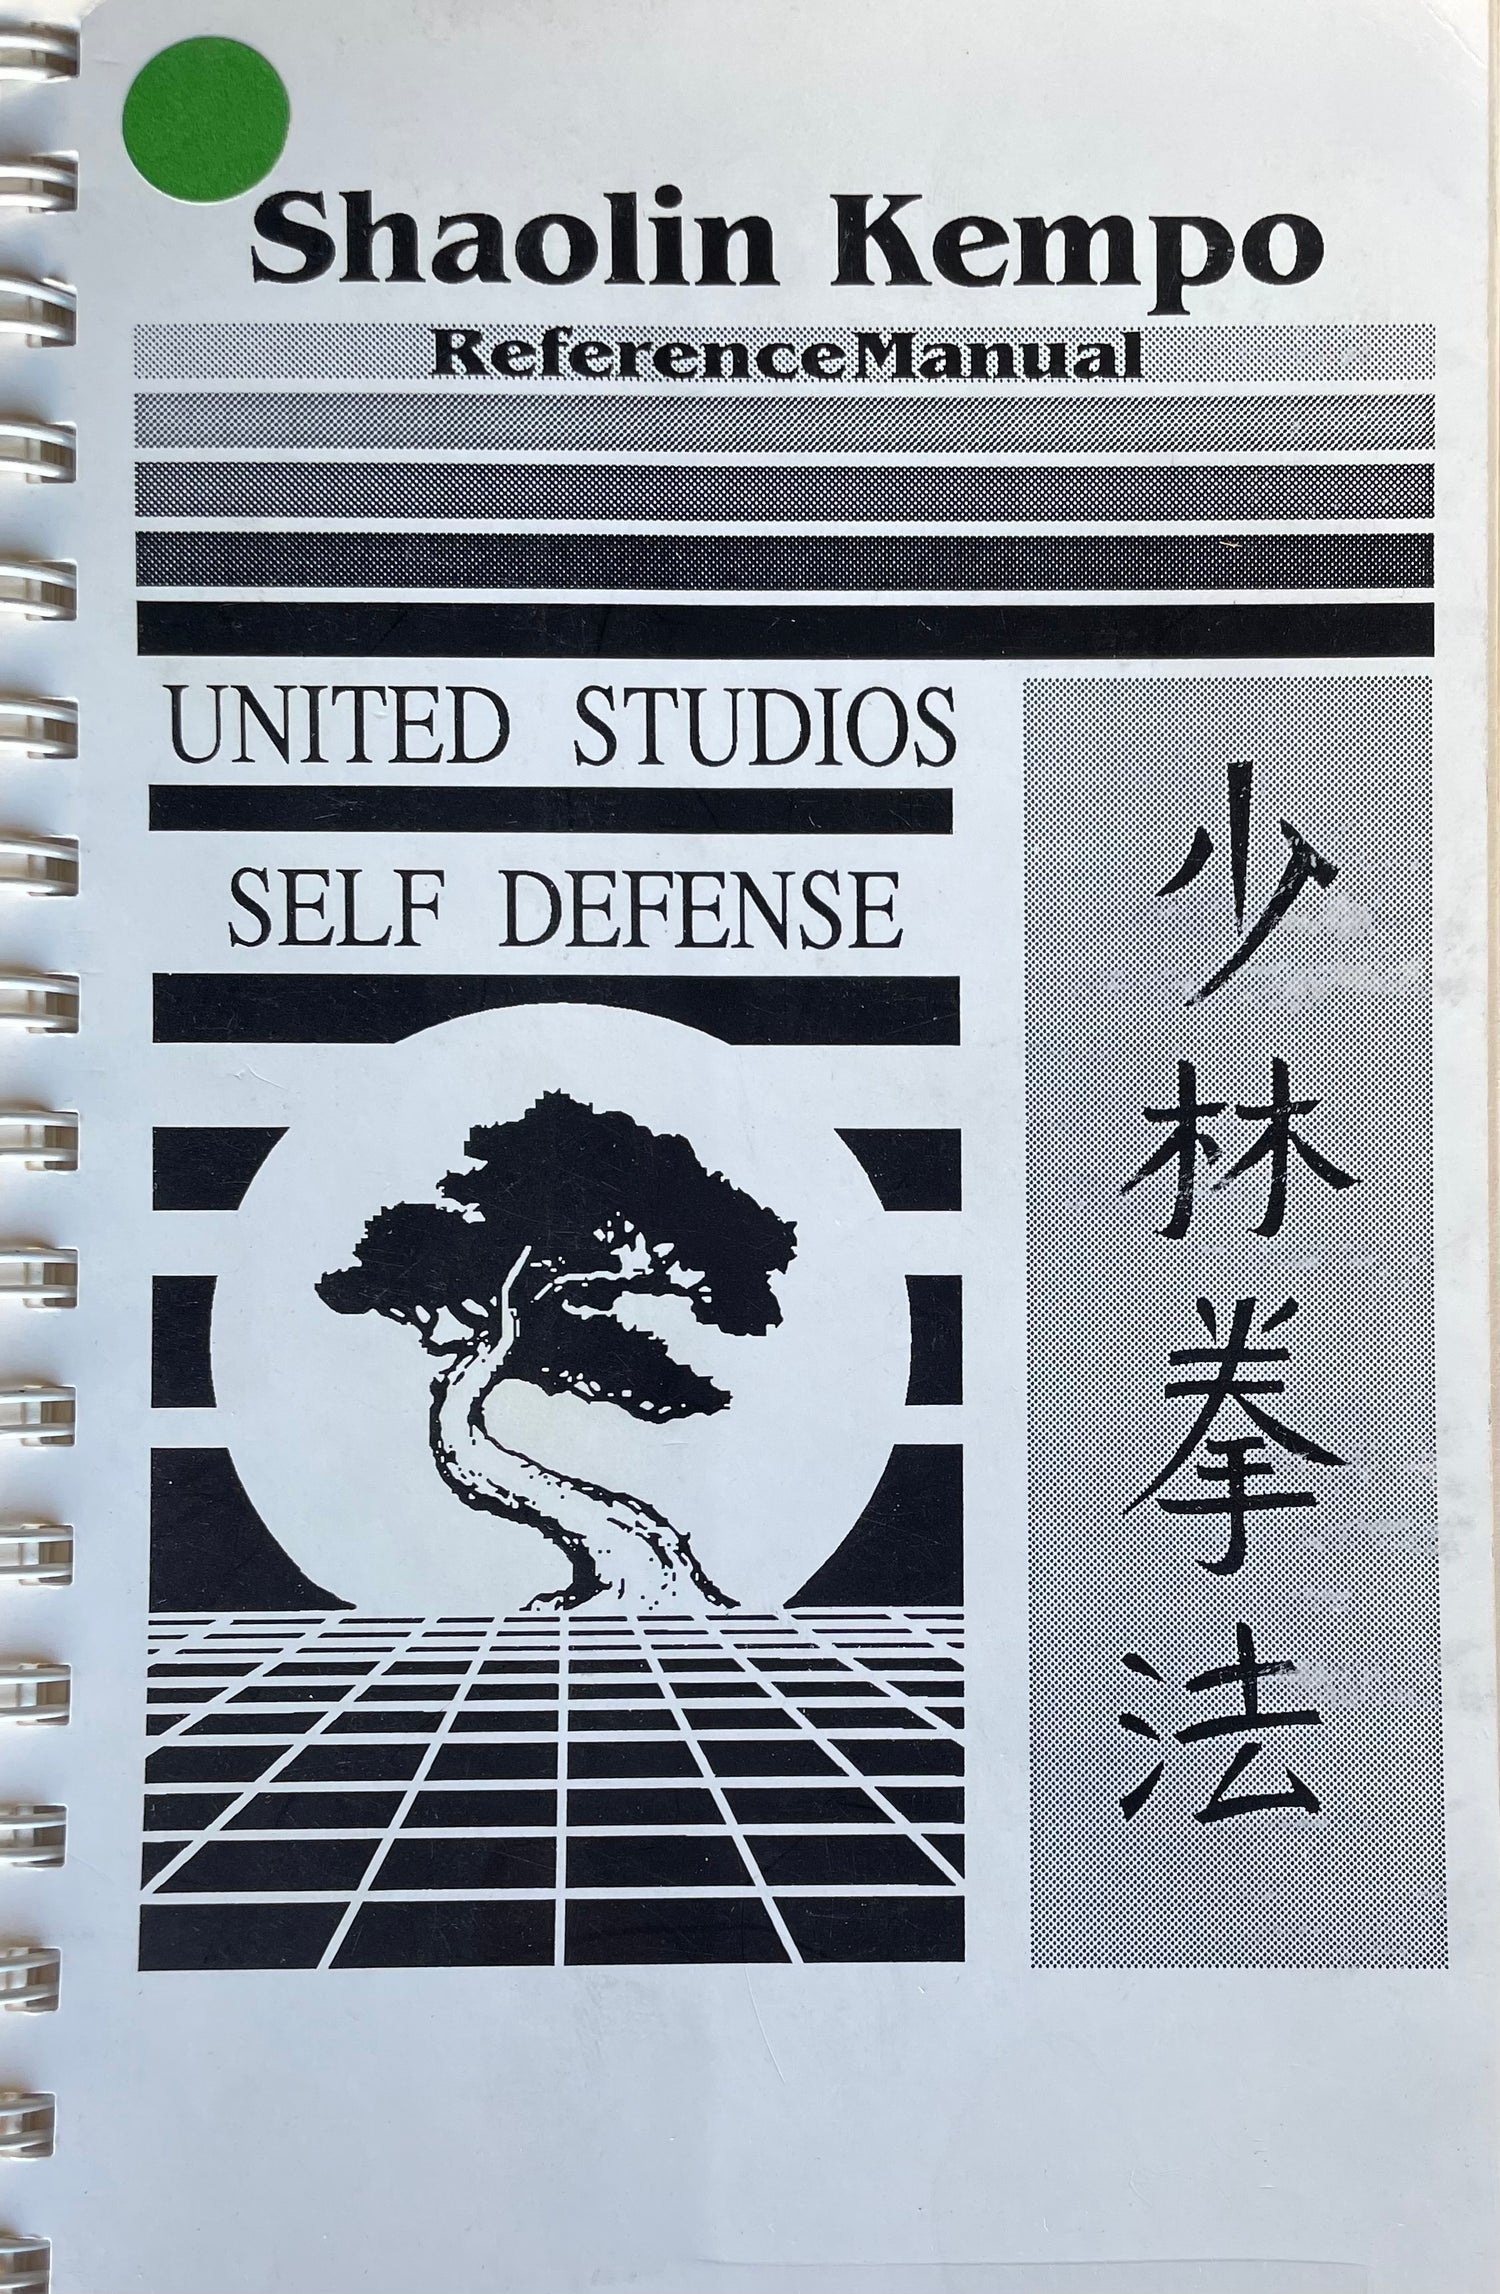 Shaolin Kempo
ReferenceManual
UNITED STUDIOS
SELF DEFENSE
少
林
拳
法